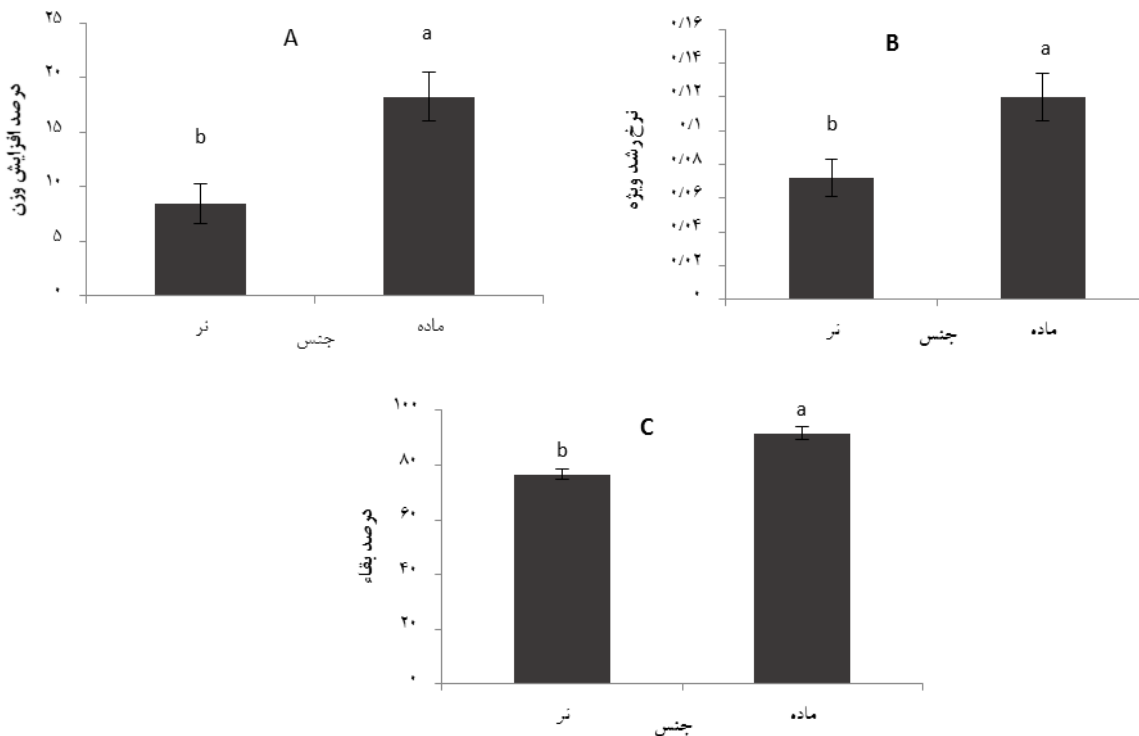 A
درصد افزایش وزن
۲۵
۲۰
۱۵
۱۰
۵
۰
b
a
نر
ماده
جنس
B
نرخ رشد ویژه
۰/۱۶
۰/۱۴
۰/۱۲
۰/۱
۰/۰۸
۰/۰۶
۰/۰۴
۰/۰۲
۰
b
a
نر
جنس
ماده
C
درصد بقاء
۱۰۰
۸۰
۶۰
۴۰
۲۰
۰
b
a
نر
ماده
جنس